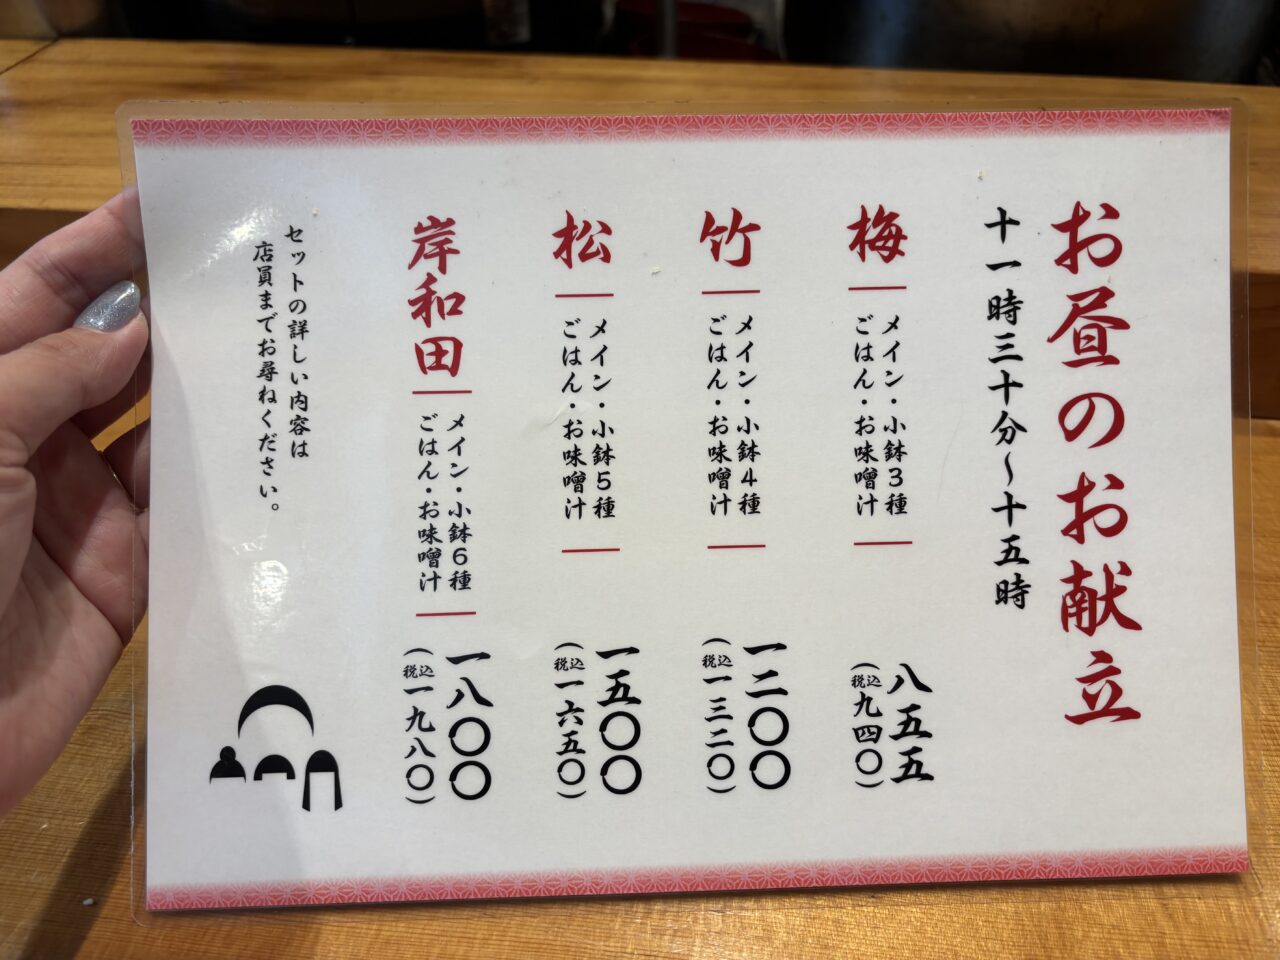 お昼のお献立
十一時三十分〜十五時
梅
メイン・小鉢3種
ごはん・お味噌汁
八五五
(税込九四〇)
竹
メイン・小鉢4種
ごはん・お味噌汁
一二〇〇
(税込一三二〇)
松
メイン・小鉢5種
ごはん・お味噌汁
一五〇〇
(税込一六五〇)
岸和田
メイン・小鉢6種
ごはん・お味噌汁
一八〇〇
(税込一九八〇)
セットの詳しい内容は
店員までお尋ねください。